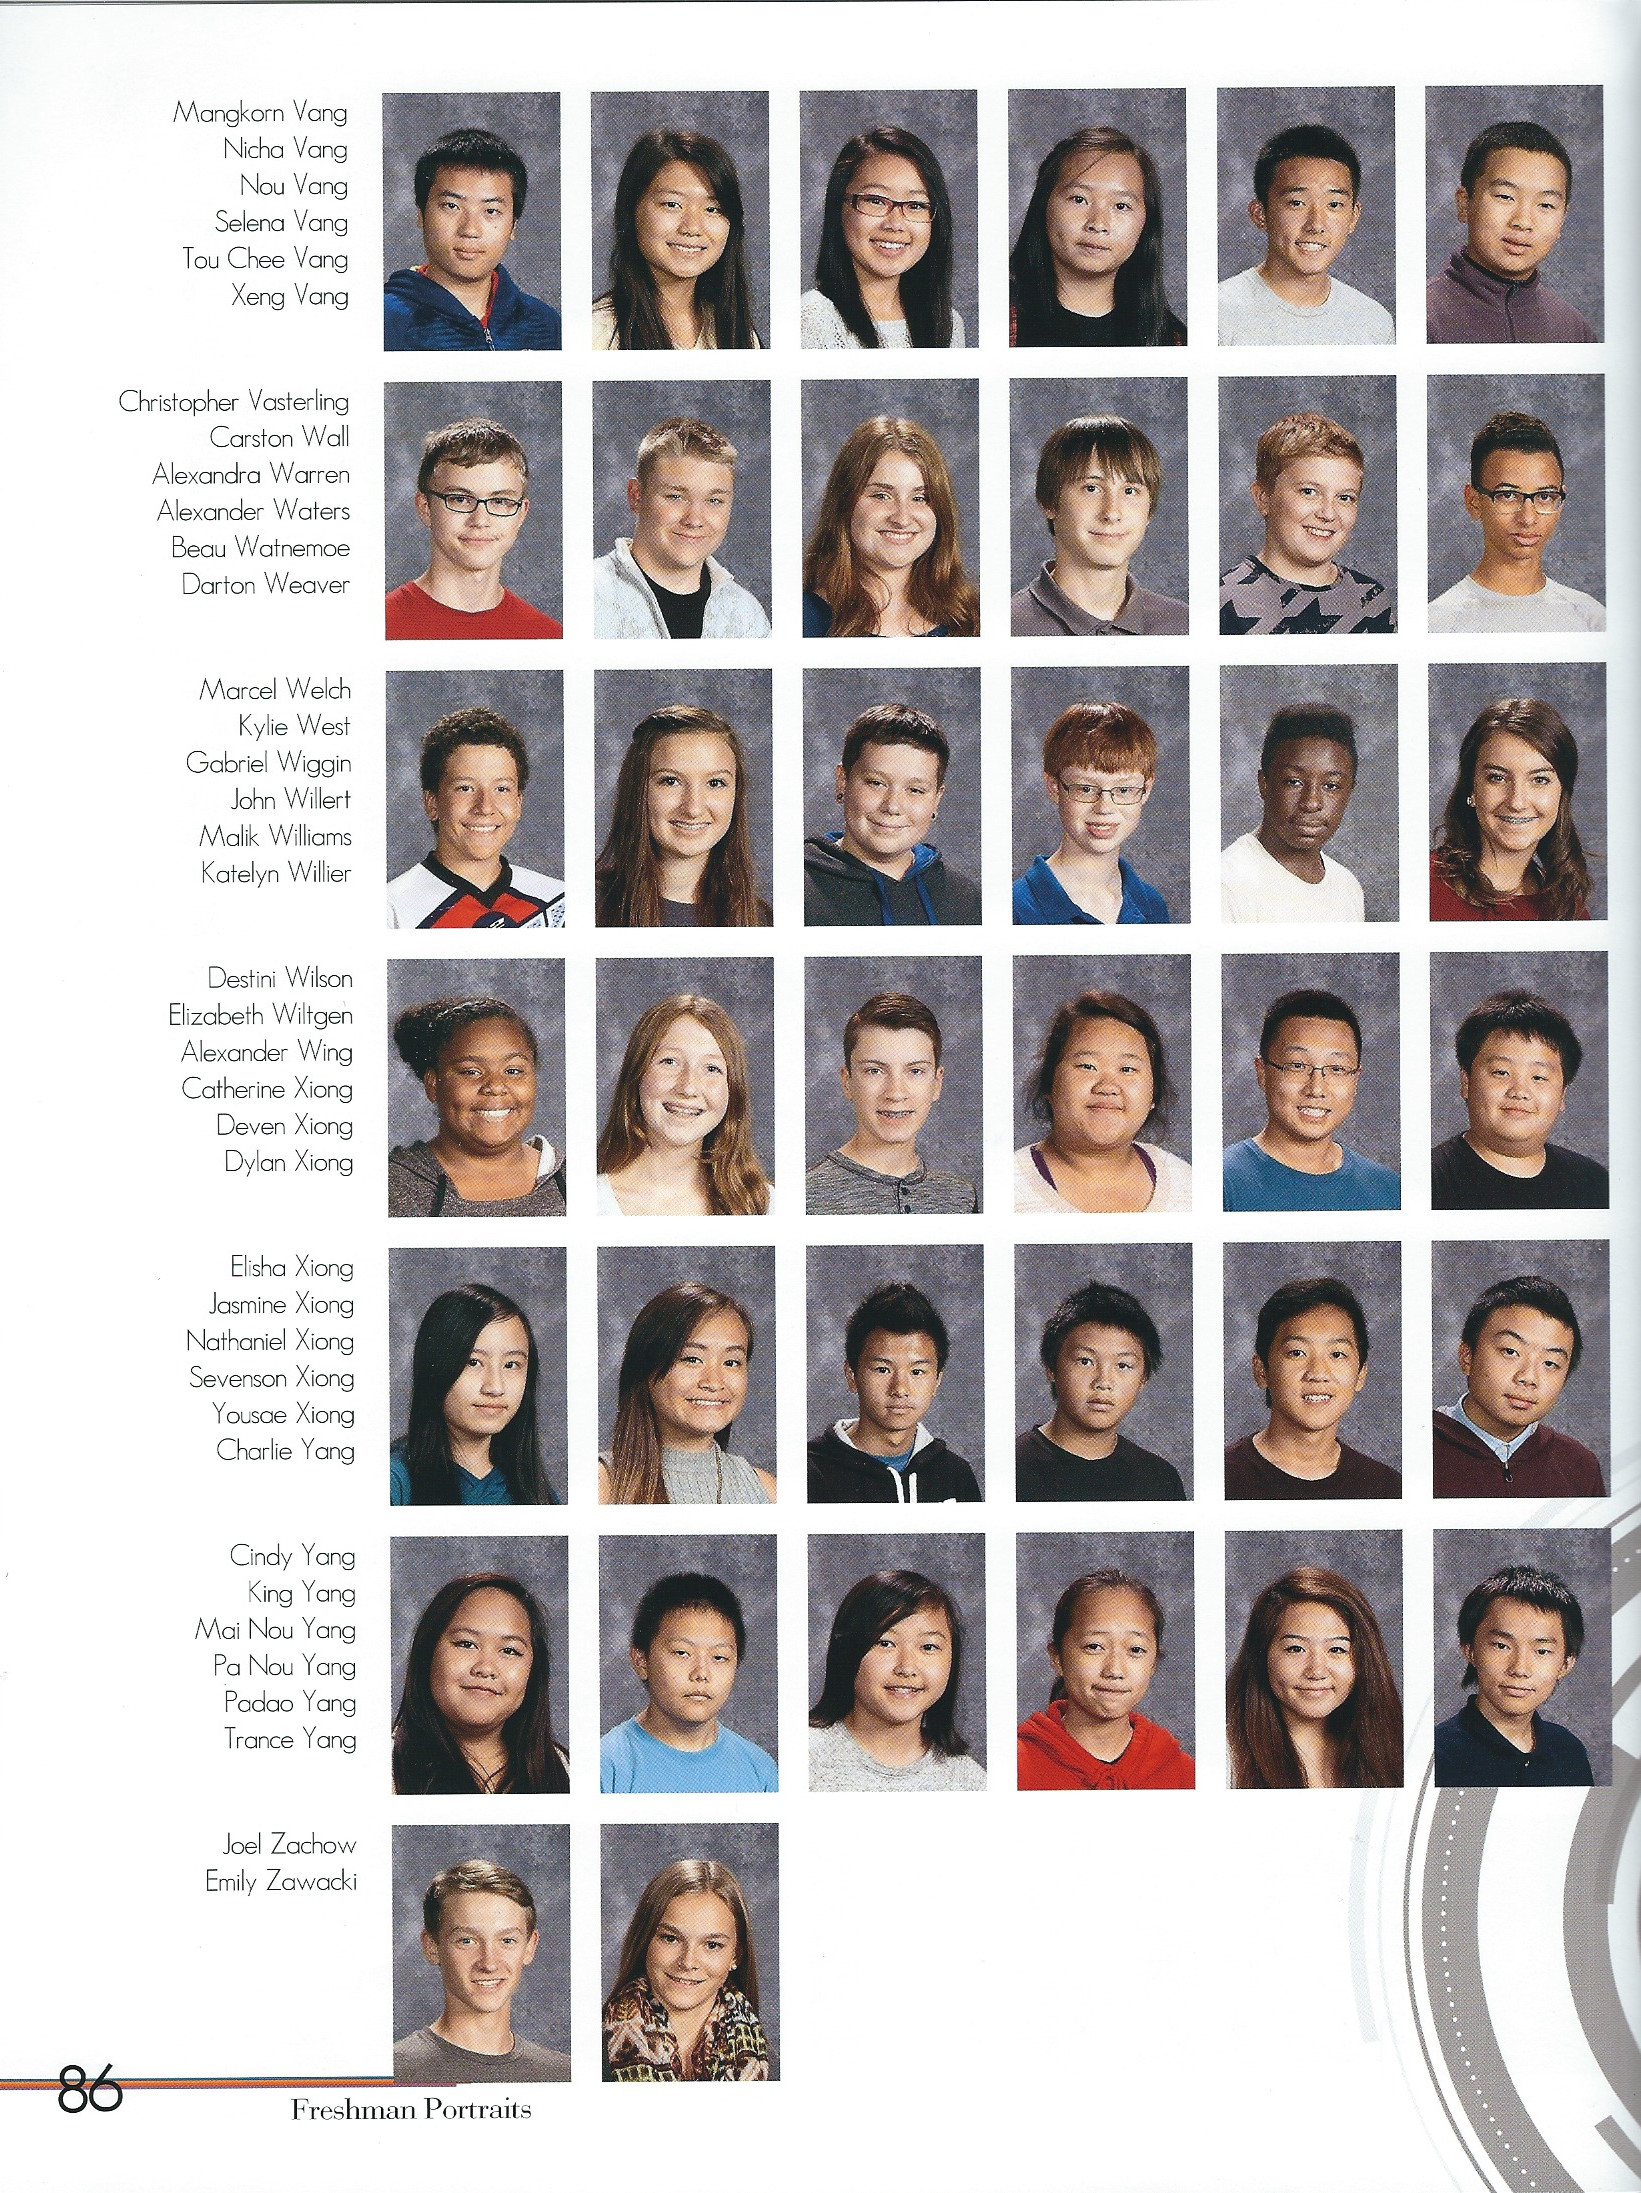 Mangkorn Vang
Nicha Vang
Nou Vang
Selena Vang
Tou Chee Vang
Xeng Vang
Christopher Vasterling
Carston Wall
Alexandra Warren
Alexander Waters
Beau Watnemoe
Darton Weaver
Marcel Welch
Kylie West
Gabriel Wiggin
John Willert
Malik Williams
Katelyn Willier
Destini Wilson
Elizabeth Wiltgen
Alexander Wing
Catherine Xiong
Deven Xiong
Dylan Xiong
Elisha Xiong
Jasmine Xiong
Nathaniel Xiong
Sevenson Xiong
Yousae Xiong
Charlie Yang
Cindy Yang
King Yang
Mai Nou Yang
Pa Nou Yang
Padao Yang
Trance Yang
Joel Zachow
Emily Zawacki
86
Freshman Portraits